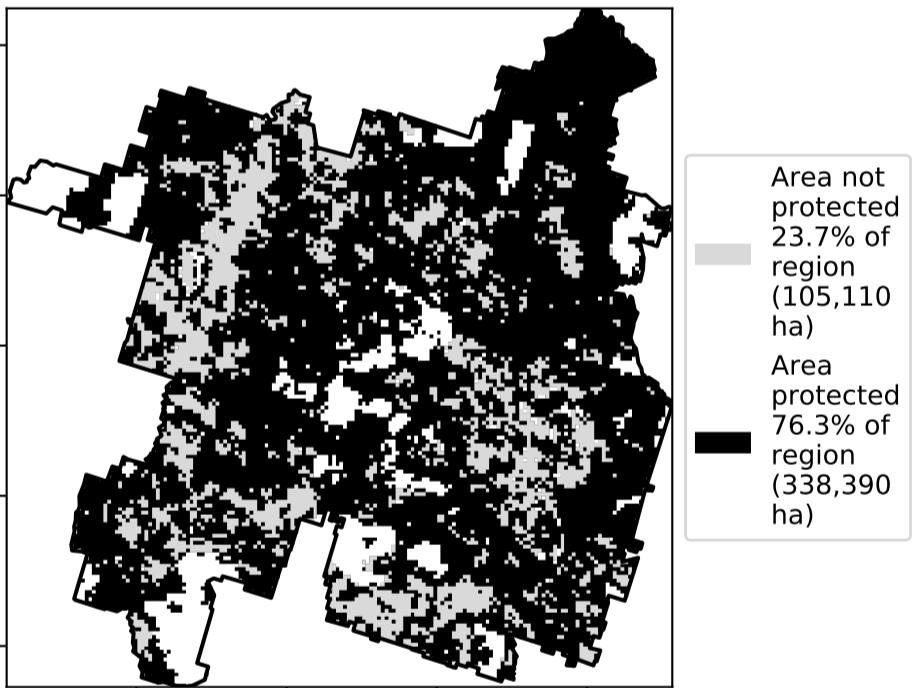 Area not
protected
23.7% of
region
(105,110
ha)
Area
protected
76.3% of
region
(338,390
ha)